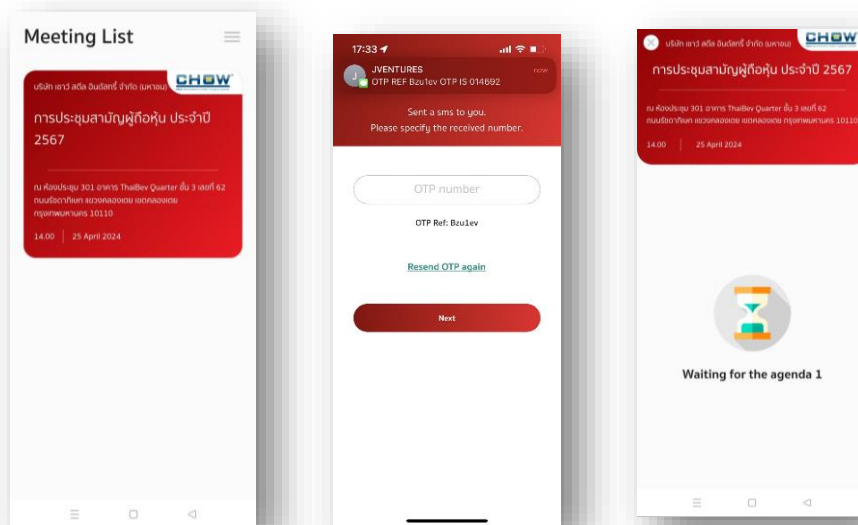 Meeting List
บริษัท เชาว์ สตีล อินดัสทรี้ จำกัด (มหาชน)
CHOW
การประชุมสามัญผู้ถือหุ้น ประจำปี
2567
ณ ห้องประชุม 301 อาคาร ThaiBev Quarter ชั้น 3 เลขที่ 62
ถนนรัชดาภิเษก แขวงคลองเตย เขตคลองเตย
กรุงเทพมหานคร 10110
14.00 25 April 2024
17:33
JVENTURES
now
OTP REF Bzu1ev OTP IS 014692
Sent a sms to you.
Please specify the received number.
OTP number
OTP Ref: Bzu1ev
Resend OTP again
Next
บริษัท เชาว์ สตีล อินดัสทรี้ จำกัด (มหาชน)
CHOW
การประชุมสามัญผู้ถือหุ้น ประจำปี 2567
ณ ห้องประชุม 301 อาคาร ThaiBev Quarter ชั้น 3 เลขที่ 62
ถนนรัชดาภิเษก แขวงคลองเตย เขตคลองเตย กรุงเทพมหานคร 10110
14.00 25 April 2024
Waiting for the agenda 1